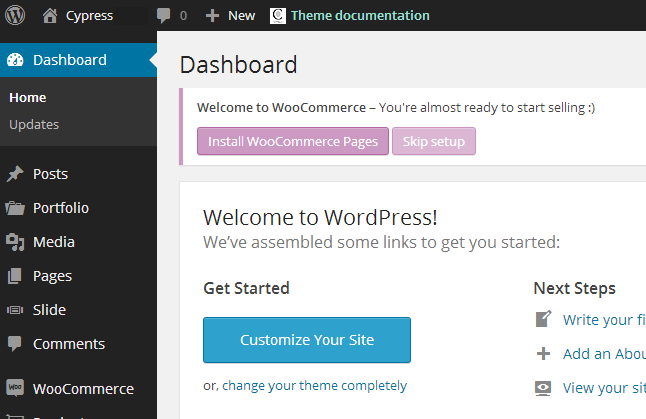 Cypress 0 New Theme documentation
Dashboard
Home
Updates
Posts
Portfolio
Media
Pages
Slide
Comments
WOO WooCommerce
Dashboard
Welcome to WooCommerce – You're almost ready to start selling :)
Install WooCommerce Pages Skip setup
Welcome to WordPress!
We've assembled some links to get you started:
Get Started
Customize Your Site
or, change your theme completely
Next Steps
Write your fi
Add an Abou
View your sit